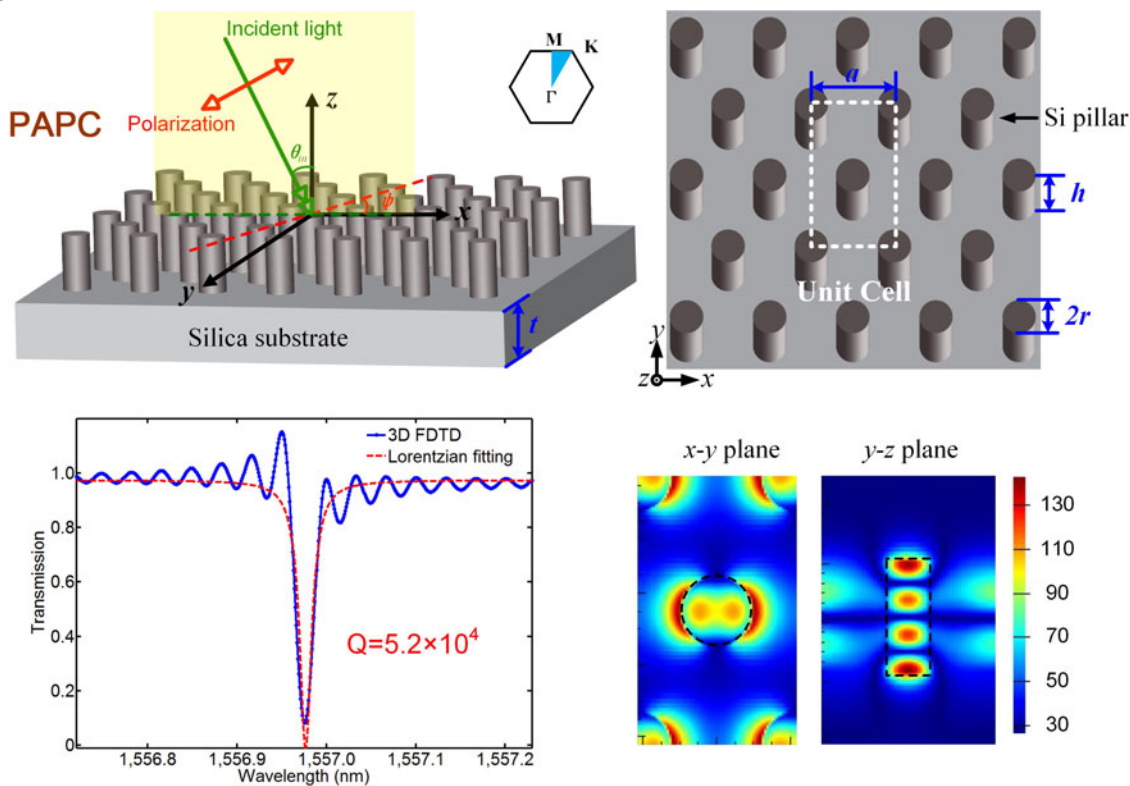 Incident light
Polarization
PAPC
θin
z
ψ
x
y
Silica substrate
t
M
K
Γ
a
Si pillar
h
Unit Cell
2r
y
z
x
Transmission
1.0
0.8
0.6
0.4
0.2
0
3D FDTD
Lorentzian fitting
Q=5.2×10⁴
1,556.8
1,556.9
1,557.0
1,557.1
1,557.2
Wavelength (nm)
x-y plane
y-z plane
130
110
90
70
50
30